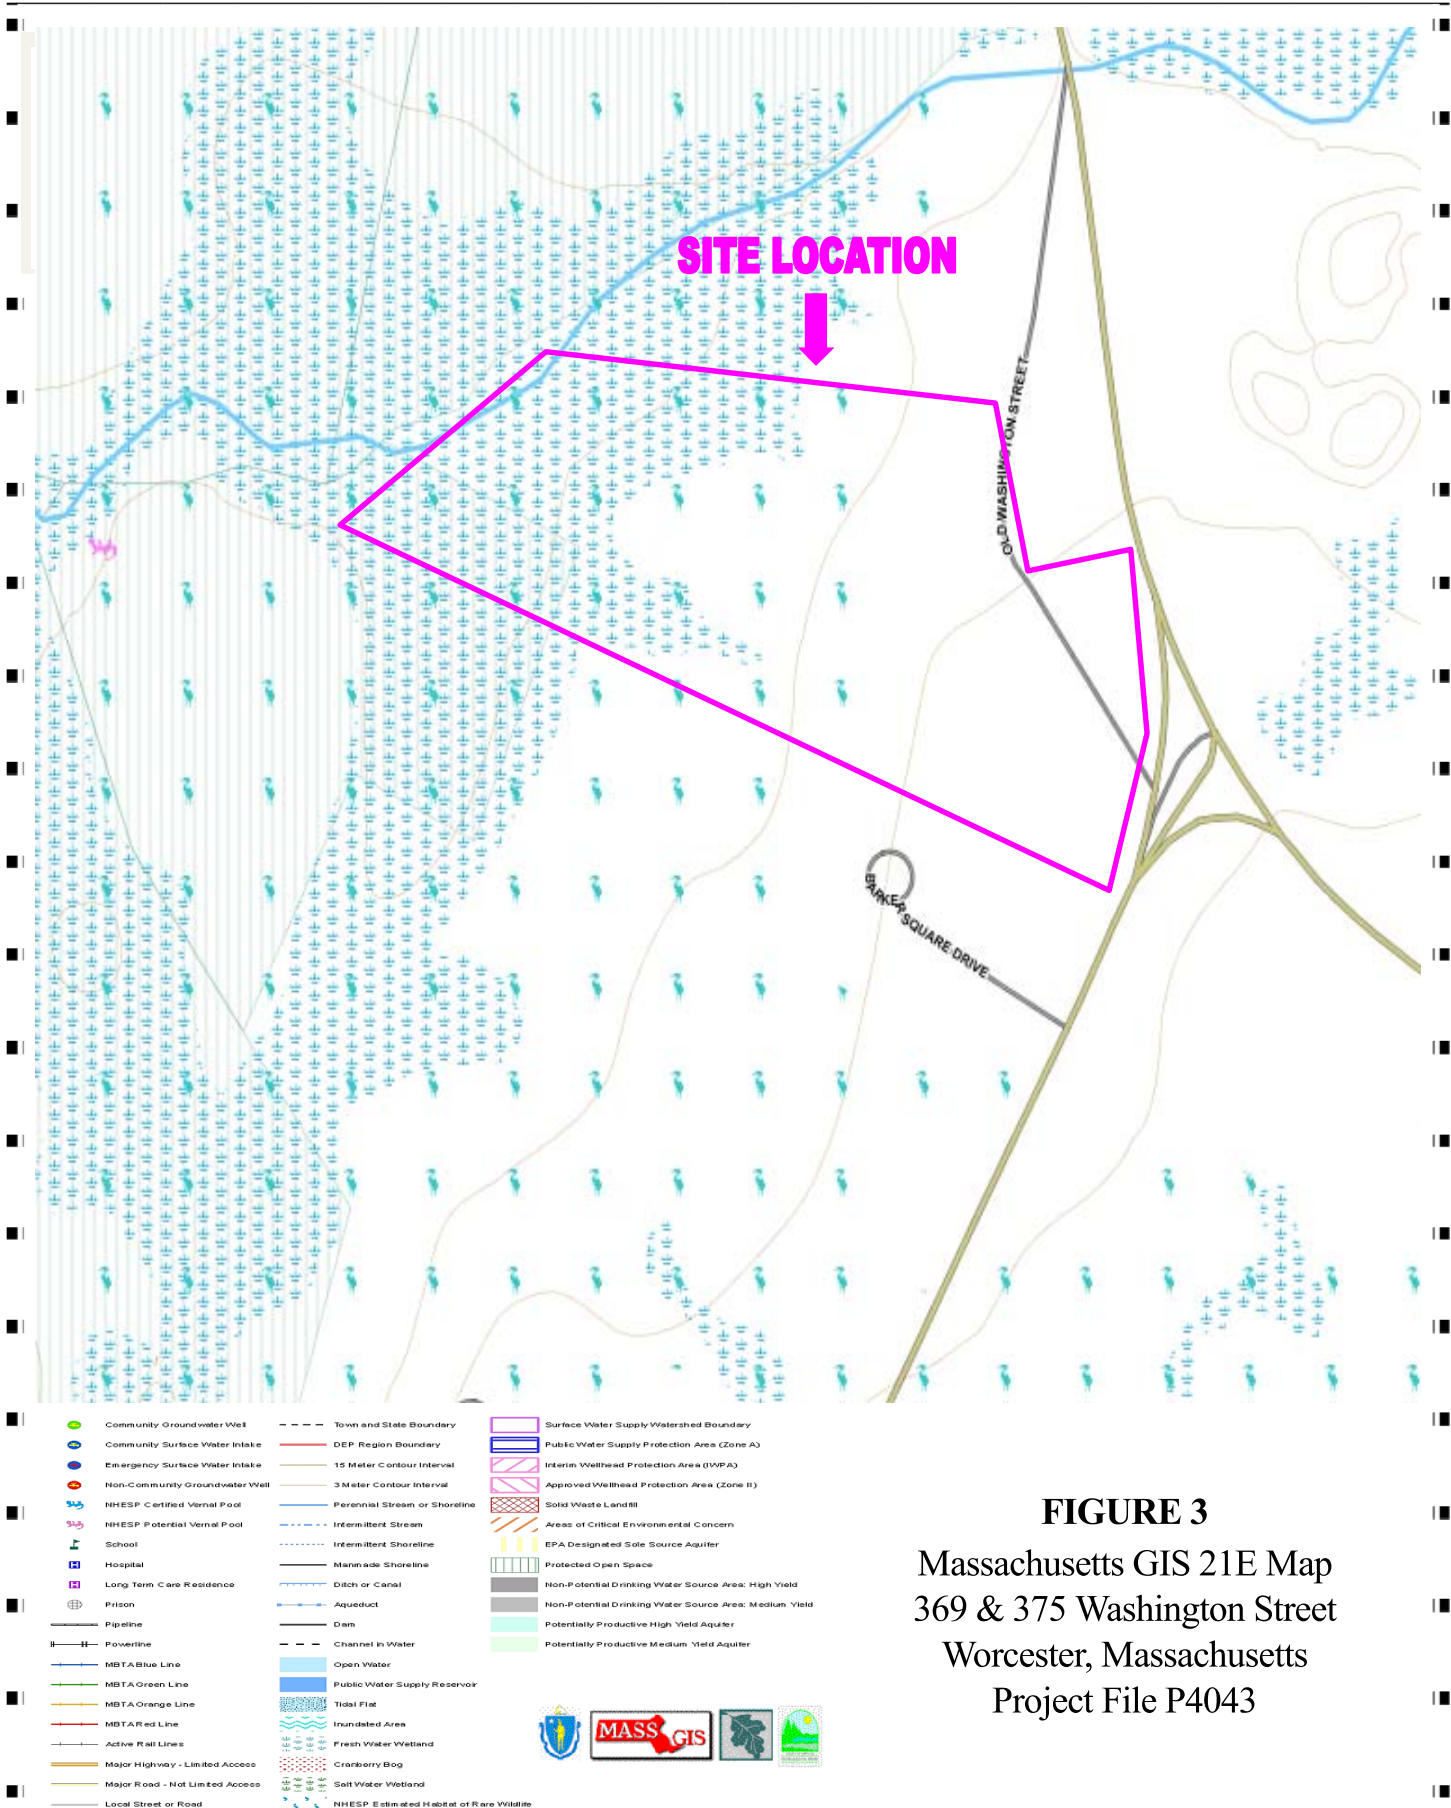 SITE LOCATION
OLD WASHINGTON STREET
BARKER SQUARE DRIVE
Community Groundwater Well
Community Surface Water Intake
Emergency Surface Water Intake
Non-Community Groundwater Well
NHESP Certified Vernal Pool
NHESP Potential Vernal Pool
School
Hospital
Long Term Care Residence
Prison
Pipeline
Powerline
MBTA Blue Line
MBTA Green Line
MBTA Orange Line
MBTA Red Line
Active Rail Lines
Major Highway - Limited Access
Major Road - Not Limited Access
Local Street or Road
Town and State Boundary
DEP Region Boundary
15 Meter Contour Interval
3 Meter Contour Interval
Perennial Stream or Shoreline
Intermittent Stream
Intermittent Shoreline
Manmade Shoreline
Ditch or Canal
Aqueduct
Dam
Channel in Water
Open Water
Public Water Supply Reservoir
Tidal Flat
Inundated Area
Fresh Water Wetland
Cranberry Bog
Salt Water Wetland
NHESP Estimated Habitat of Rare Wildlife
Surface Water Supply Watershed Boundary
Public Water Supply Protection Area (Zone A)
Interim Wellhead Protection Area (IWPA)
Approved Wellhead Protection Area (Zone II)
Solid Waste Landfill
Areas of Critical Environmental Concern
EPA Designated Sole Source Aquifer
Protected Open Space
Non-Potential Drinking Water Source Area: High Yield
Non-Potential Drinking Water Source Area: Medium Yield
Potentially Productive High Yield Aquifer
Potentially Productive Medium Yield Aquifer
MASS GIS
FIGURE 3
Massachusetts GIS 21E Map
369 & 375 Washington Street
Worcester, Massachusetts
Project File P4043